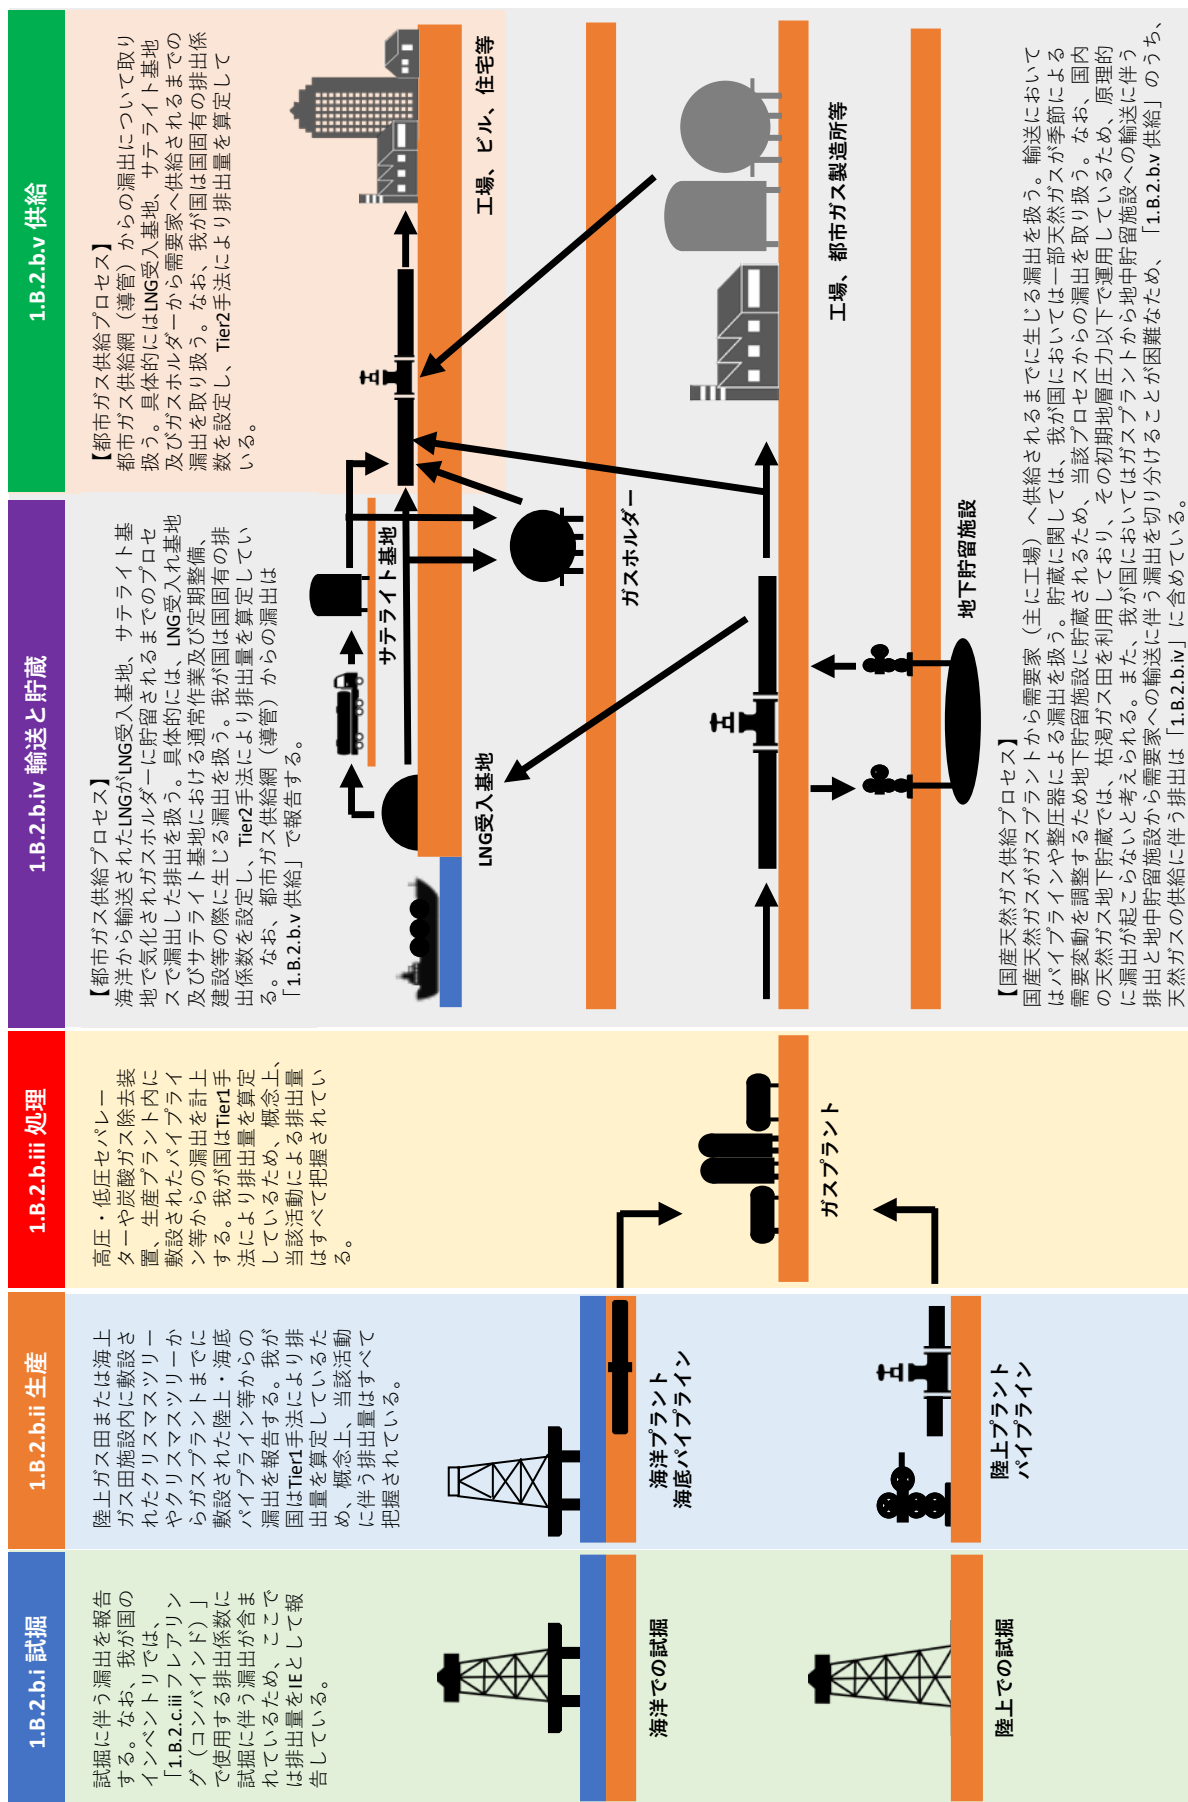 1.B.2.b.i 試掘
試掘に伴う漏出を報告
する。なお、我が国の
インベントリでは、
「1.B.2.c.iii フレアリン
グ（コンバインド）」
で使用する排出係数に
試掘に伴う漏出が含ま
れているため、ここで
は排出量をIEとして報
告している。
海洋での試掘
陸上での試掘
1.B.2.b.ii 生産
陸上ガス田または海上
ガス田施設内に敷設さ
れたクリスマスツリー
やクリスマスツリーか
らガスプラントまでに
敷設された陸上・海底
パイプライン等からの
漏出を報告する。我が
国はTier1手法により排
出量を算定しているた
め、概念上、当該活動
に伴う排出量はすべて
把握されている。
海洋プラント
海底パイプライン
陸上プラント
パイプライン
1.B.2.b.iii 処理
高圧・低圧セパレー
ターや炭酸ガス除去装
置、生産プラント内に
敷設されたパイプライ
ン等からの漏出を計上
する。我が国はTier1手
法により排出量を算定
しているため、概念上、
当該活動による排出量
はすべて把握されてい
る。
ガスプラント
1.B.2.b.iv 輸送と貯蔵
【都市ガス供給プロセス】
海洋から輸送されたLNGがLNG受入基地、サテライト基
地で気化されガスホルダーに貯留されるまでのプロセ
スで漏出した排出を扱う。具体的には、LNG受入れ基地
及びサテライト基地における通常作業及び定期整備、
建設等の際に生じる漏出を扱う。我が国は国固有の排
出係数を設定し、Tier2手法により排出量を算定してい
る。なお、都市ガス供給網（導管）からの漏出は
「1.B.2.b.v 供給」で報告する。
サテライト基地
LNG受入基地
ガスホルダー
地下貯留施設
1.B.2.b.v 供給
【都市ガス供給プロセス】
都市ガス供給網（導管）からの漏出について取り
扱う。具体的にはLNG受入基地、サテライト基地
及びガスホルダーから需要家へ供給されるまでの
漏出を取り扱う。なお、我が国は国固有の排出係
数を設定し、Tier2手法により排出量を算定して
いる。
工場、ビル、住宅等
工場、都市ガス製造所等
【国産天然ガス供給プロセス】
国産天然ガスがガスプラントから需要家（主に工場）へ供給されるまでに生じる漏出を扱う。輸送において
はパイプラインや整圧器による漏出を扱う。貯蔵に関しては、我が国においては一部天然ガスが季節による
需要変動を調整するため地下貯留施設に貯蔵されるため、当該プロセスからの漏出を取り扱う。なお、国内
の天然ガス地下貯蔵では、枯渇ガス田を利用しており、その初期地層圧力以下で運用しているため、原理的
に漏出が起こらないと考えられる。また、我が国においてはガスプラントから地中貯留施設への輸送に伴う
排出と地中貯留施設から需要家への輸送に伴う漏出を切り分けることが困難なため、「1.B.2.b.v 供給」のうち、
天然ガスの供給に伴う排出は「1.B.2.b.iv」に含めている。